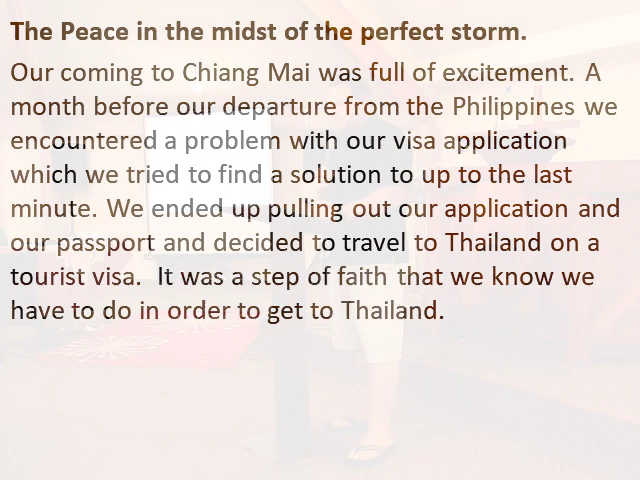 The Peace in the midst of the perfect storm.
Our coming to Chiang Mai was full of excitement. A
month before our departure from the Philippines we
encountered a problem with our visa application
which we tried to find a solution to up to the last
minute. We ended up pulling out our application and
our passport and decided to travel to Thailand on a
tourist visa. It was a step of faith that we know we
have to do in order to get to Thailand.